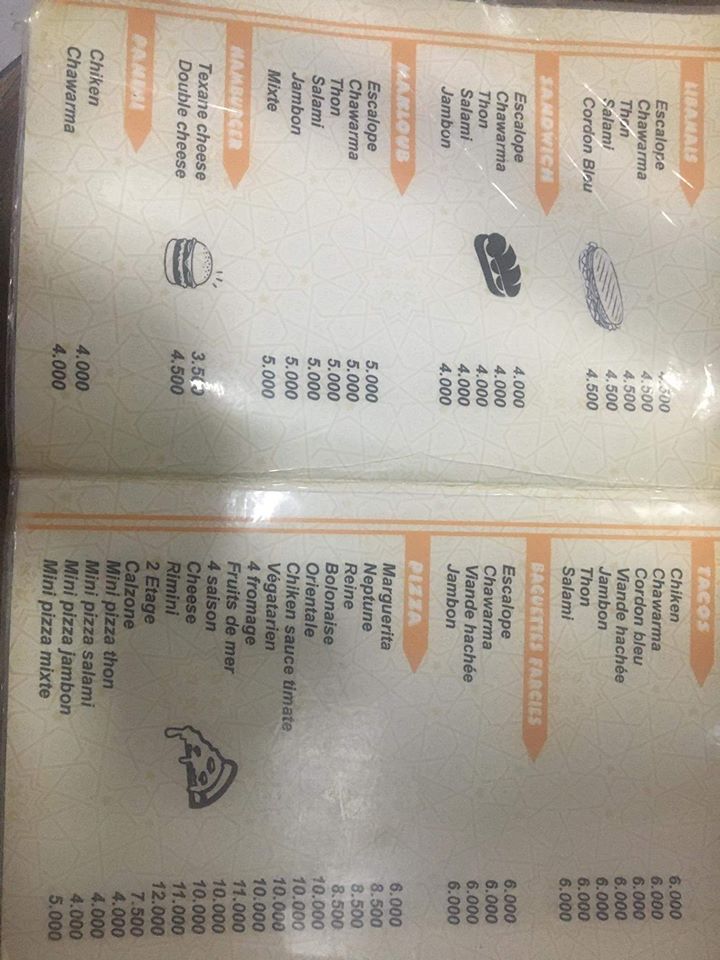 LIBANAIS
Escalope 4.500
Chawarma 4.500
Thon 4.500
Salami 4.500
Cordon Bleu 4.500
SANDWICH
Escalope 4.000
Chawarma 4.000
Thon 4.000
Salami 4.000
Jambon 4.000
MAKLOUB
Escalope 5.000
Chawarma 5.000
Thon 5.000
Salami 5.000
Jambon 5.000
Mixte 5.000
HAMBURGER
Texane cheese 3.500
Double cheese 4.500
PANINI
Chiken 4.000
Chawarma 4.000
TACOS
Chiken 6.000
Chawarma 6.000
Cordon bleu 6.000
Viande hachée 6.000
Jambon 6.000
Thon 6.000
Salami 6.000
BAGUETTES FARCIES
Escalope 6.000
Chawarma 6.000
Viande hachée 6.000
Jambon 6.000
PIZZA
Marguerita 6.000
Neptune 8.500
Reine 8.500
Bolonaise 8.500
Orientale 10.000
Chiken sauce timate 10.000
Végatarien 10.000
4 fromage 10.000
Fruits de mer 11.000
4 saison 10.000
Cheese 10.000
Rimini 11.000
2 Etage 12.000
Calzone 7.500
Mini pizza thon 4.000
Mini pizza salami 4.000
Mini pizza jambon 4.000
Mini pizza mixte 5.000